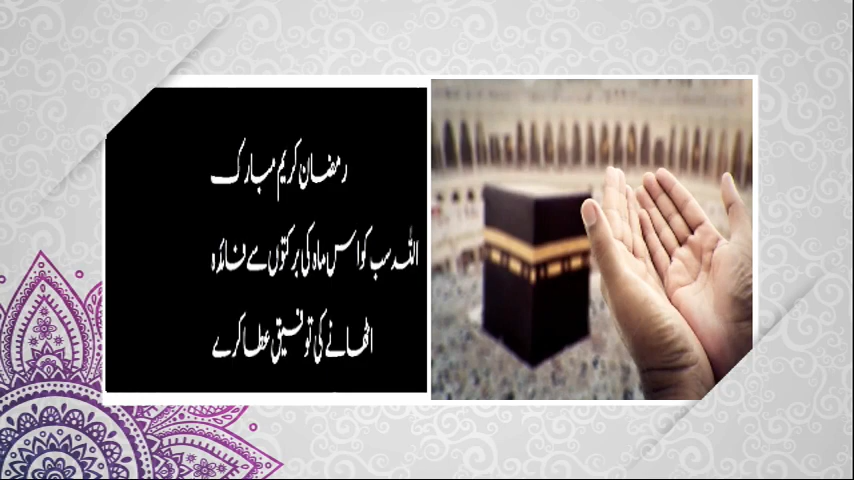 رمضان کریم مبارک
اللہ سب کو اس ماہ کی برکتوں سے فائدہ
اٹھانے کی توفیق عطا کرے